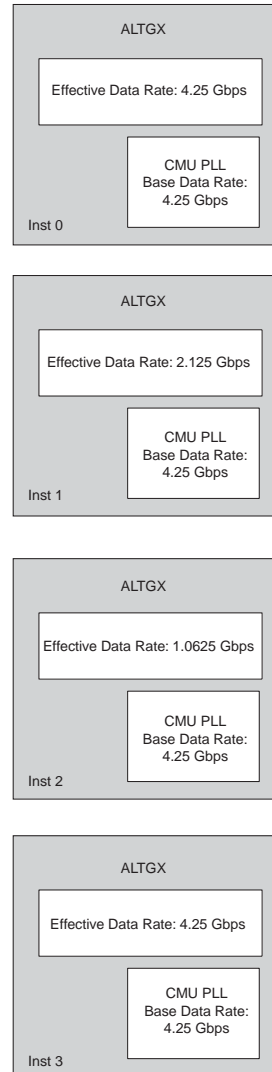 ALTGX
Effective Data Rate: 4.25 Gbps
CMU PLL
Base Data Rate:
4.25 Gbps
Inst 0
ALTGX
Effective Data Rate: 2.125 Gbps
CMU PLL
Base Data Rate:
4.25 Gbps
Inst 1
ALTGX
Effective Data Rate: 1.0625 Gbps
CMU PLL
Base Data Rate:
4.25 Gbps
Inst 2
ALTGX
Effective Data Rate: 4.25 Gbps
CMU PLL
Base Data Rate:
4.25 Gbps
Inst 3